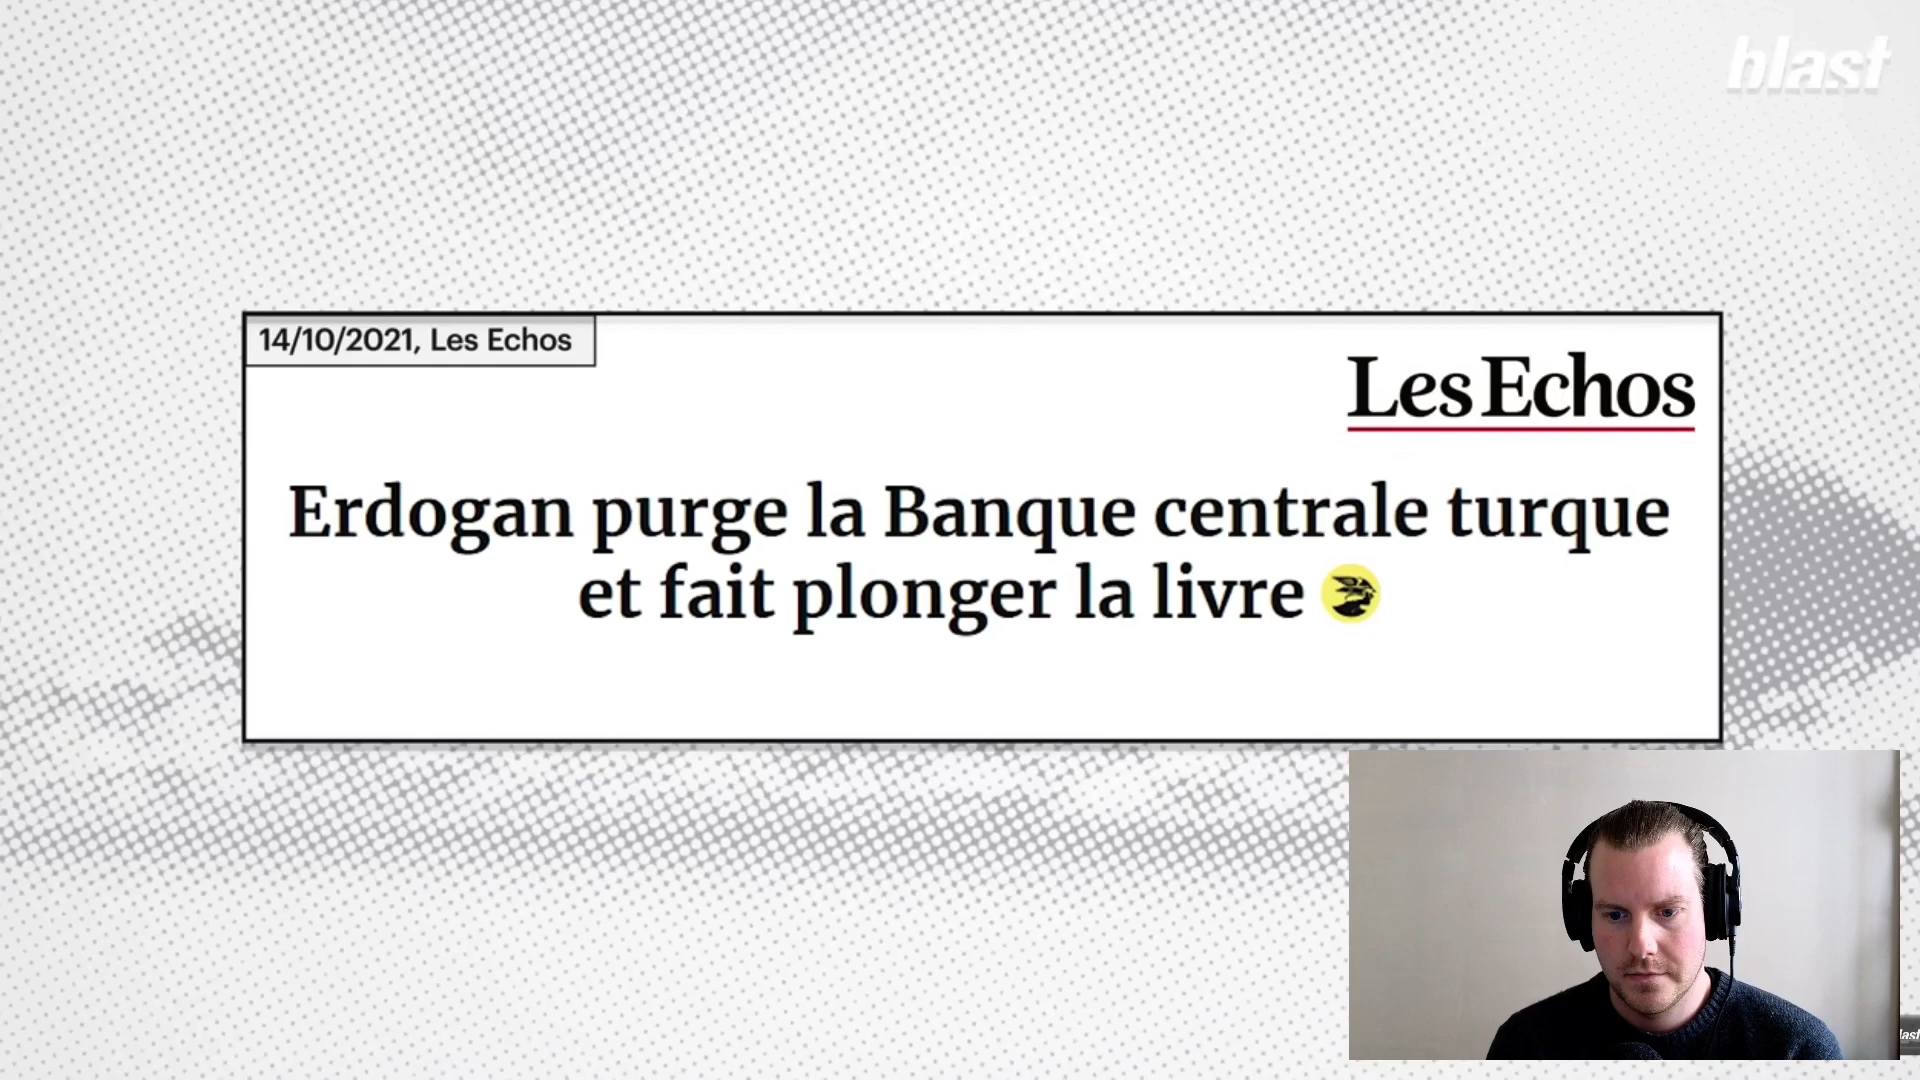 blast
14/10/2021, Les Echos
Les Echos
Erdogan purge la Banque centrale turque
et fait plonger la livre